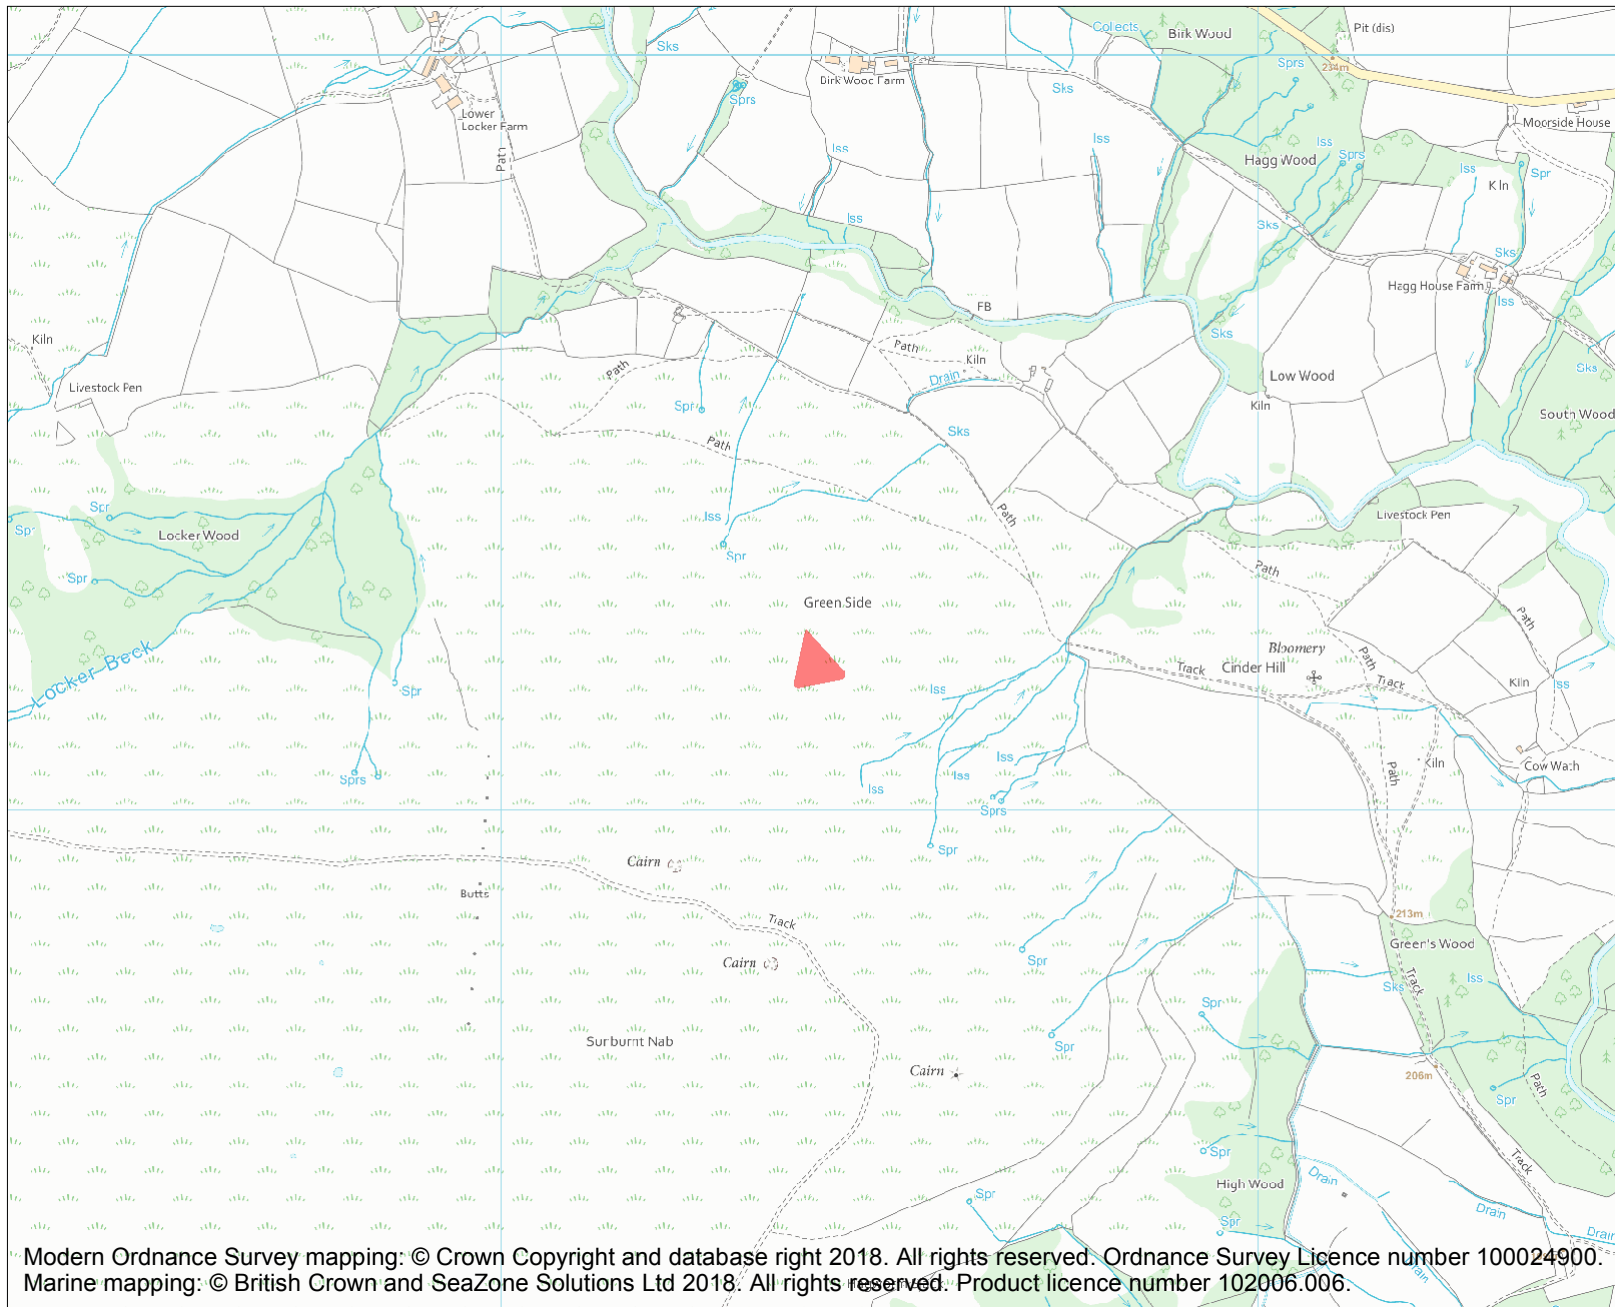 Collects
Birk Wood
Pit (dis)
Sks
Sprs
234m
Birk Wood Farm
Sks
Sprs
Lower
Locker Farm
Moorside House
Path
Iss
Iss
Iss
Sprs
Hagg Wood
Iss
Spr
Kln
Iss
Sks
Sks
Hagg House Farm
Iss
FB
Kiln
Sks
Path
Kiln
Path
Sks
Drain
Low Wood
Livestock Pen
Spr
Kiln
South Wood
Sks
Path
Spr
Iss
Path
Livestock Pen
Spr
Locker Wood
Spr
Path
Spr
Green Side
Path
Bloomery
Cinder Hill
Track
Path
Track
Locker Beck
Spr
Iss
Kiln
Iss
Iss
Iss
Kiln
Cow Wath
Path
Sprs
Iss
Sprs
Spr
Cairn
Butts
Track
213m
Green's Wood
Cairn
Spr
Sks
Track
Iss
Spr
Sunburnt Nab
Spr
Cairn
206m
Path
Spr
Spr
Track
High Wood
Drain
Spr
Drain
Spr
Drain
Drain
Modern Ordnance Survey mapping: © Crown Copyright and database right 2018. All rights reserved. Ordnance Survey Licence number 100024900.
Marine mapping: © British Crown and SeaZone Solutions Ltd 2018. All rights reserved. Product licence number 102006.006.